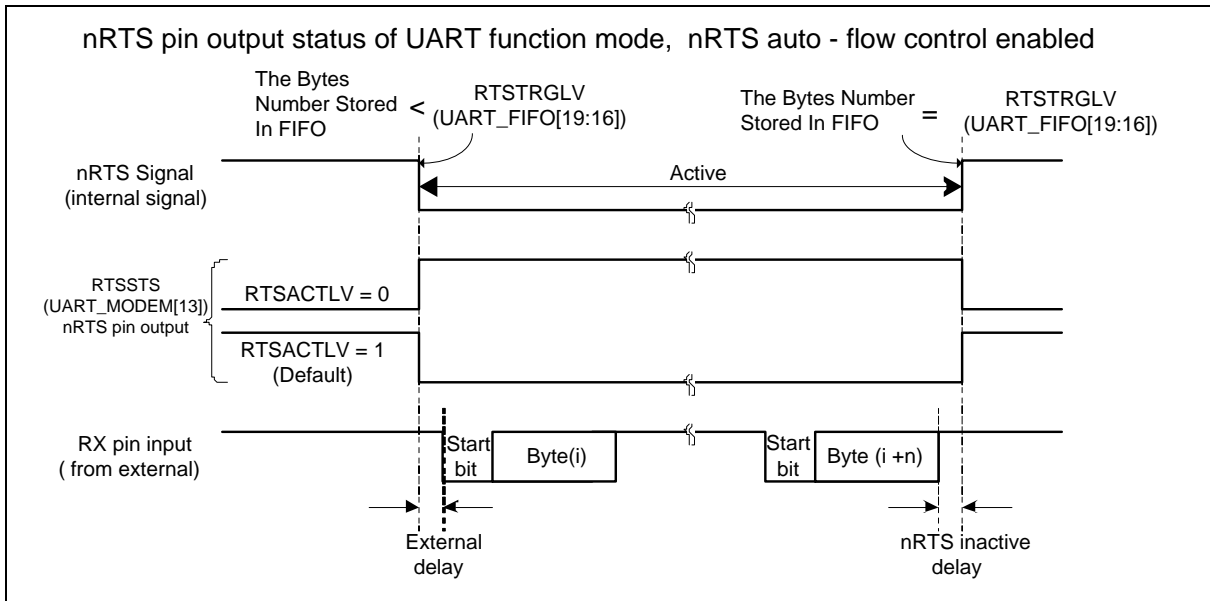 nRTS pin output status of UART function mode, nRTS auto - flow control enabled
The Bytes
Number Stored
In FIFO
<
RTSTRGLV
(UART_FIFO[19:16])
The Bytes Number
Stored In FIFO
=
RTSTRGLV
(UART_FIFO[19:16])
nRTS Signal
(internal signal)
Active
RTSSTS
(UART_MODEM[13])
nRTS pin output
RTSACTLV = 0
RTSACTLV = 1
(Default)
RX pin input
( from external)
Start
bit
Byte(i)
Start
bit
Byte (i +n)
External
delay
nRTS inactive
delay